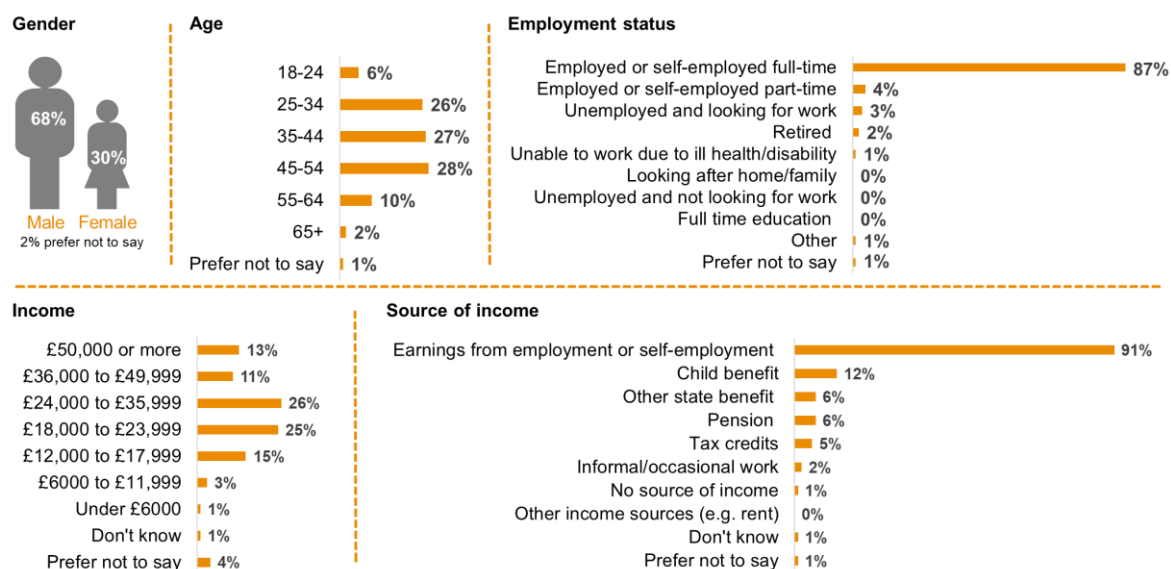 Gender
68%
30%
Male Female
2% prefer not to say
Age
18-24 6%
25-34 26%
35-44 27%
45-54 28%
55-64 10%
65+ 2%
Prefer not to say 1%
Employment status
Employed or self-employed full-time 87%
Employed or self-employed part-time 4%
Unemployed and looking for work 3%
Retired 2%
Unable to work due to ill health/disability 1%
Looking after home/family 0%
Unemployed and not looking for work 0%
Full time education 0%
Other 1%
Prefer not to say 1%
Income
£50,000 or more 13%
£36,000 to £49,999 11%
£24,000 to £35,999 26%
£18,000 to £23,999 25%
£12,000 to £17,999 15%
£6000 to £11,999 3%
Under £6000 1%
Don't know 1%
Prefer not to say 4%
Source of income
Earnings from employment or self-employment 91%
Child benefit 12%
Other state benefit 6%
Pension 6%
Tax credits 5%
Informal/occasional work 2%
No source of income 1%
Other income sources (e.g. rent) 0%
Don't know 1%
Prefer not to say 1%